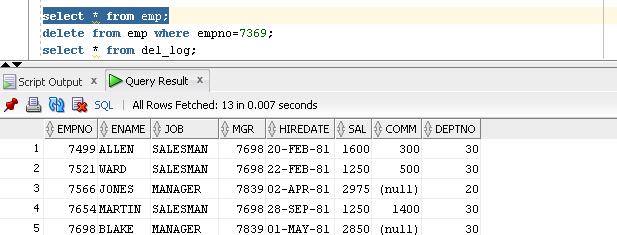 select * from emp;
delete from emp where empno=7369;
select * from del_log;
Script Output x Query Result x
SQL | All Rows Fetched: 13 in 0.007 seconds
EMPNO ENAME JOB MGR HIREDATE SAL COMM DEPTNO
1 7499 ALLEN SALESMAN 7698 20-FEB-81 1600 300 30
2 7521 WARD SALESMAN 7698 22-FEB-81 1250 500 30
3 7566 JONES MANAGER 7839 02-APR-81 2975 (null) 20
4 7654 MARTIN SALESMAN 7698 28-SEP-81 1250 1400 30
5 7698 BLAKE MANAGER 7839 01-MAY-81 2850 (null) 30